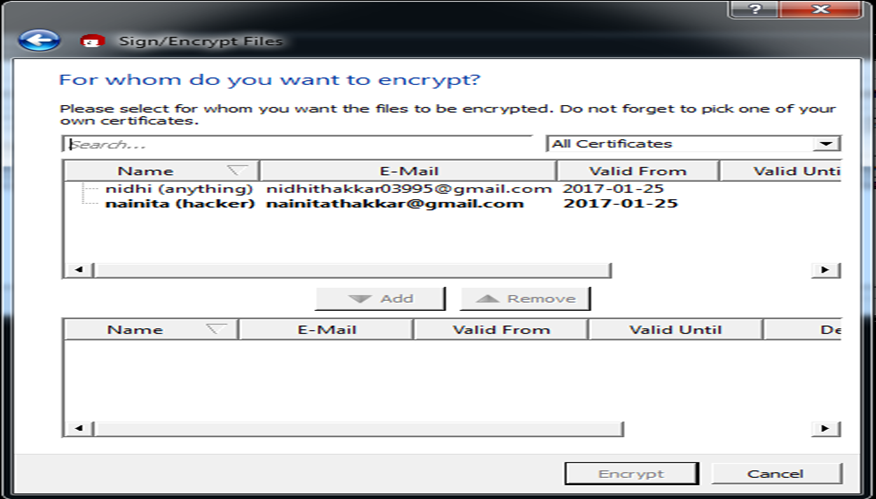 ?
Sign/Encrypt Files
For whom do you want to encrypt?
Please select for whom you want the files to be encrypted. Do not forget to pick one of your
own certificates.
Search... All Certificates
Name E-Mail Valid From Valid Unti
nidhi (anything) nidhithakkar03995@gmail.com 2017-01-25
nainita (hacker) nainitathakkar@gmail.com 2017-01-25
Add Remove
Name E-Mail Valid From Valid Until De
Encrypt Cancel